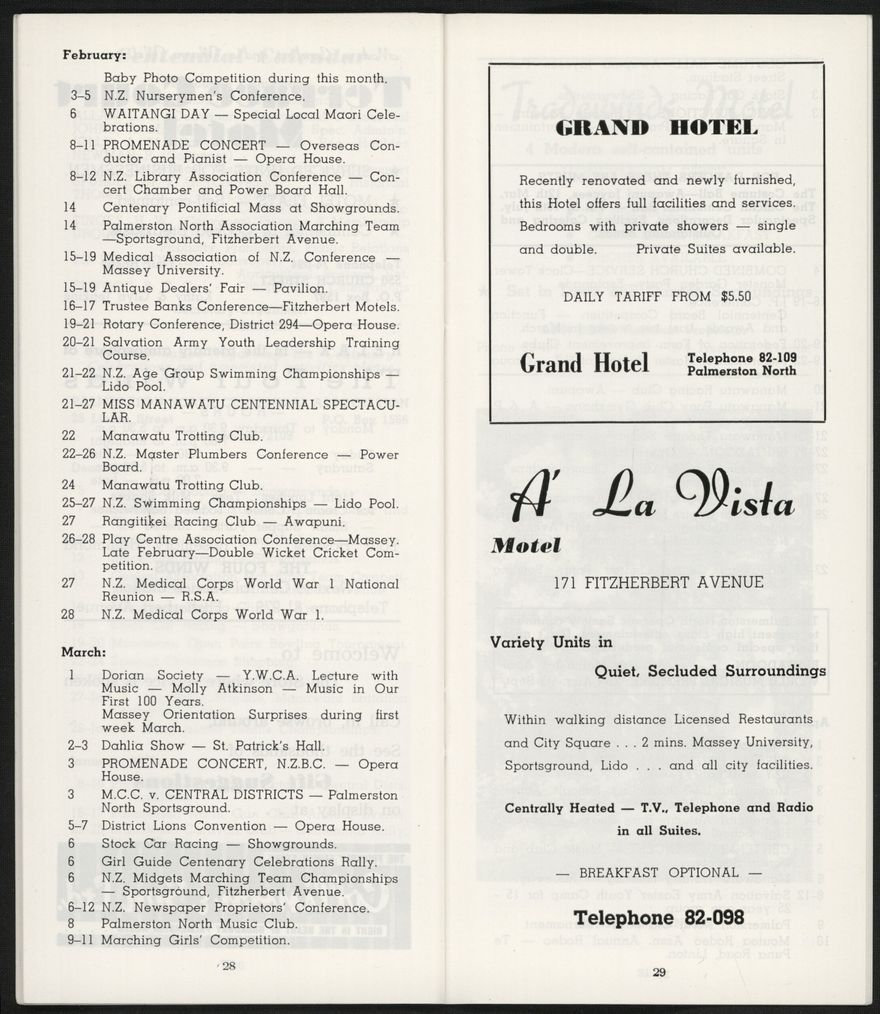 February:
Baby Photo Competition during this month.
3–5 N.Z. Nurserymen's Conference.
6 WAITANGI DAY — Special Local Maori Cele-
brations.
8–11 PROMENADE CONCERT — Overseas Con-
ductor and Pianist — Opera House.
8–12 N.Z. Library Association Conference — Con-
cert Chamber and Power Board Hall.
14 Centenary Pontificial Mass at Showgrounds.
14 Palmerston North Association Marching Team
—Sportsground, Fitzherbert Avenue.
15–19 Medical Association of N.Z. Conference —
Massey University.
15–19 Antique Dealers' Fair — Pavilion.
16–17 Trustee Banks Conference—Fitzherbert Motels.
19–21 Rotary Conference, District 294—Opera House.
20–21 Salvation Army Youth Leadership Training
Course.
21–22 N.Z. Age Group Swimming Championships —
Lido Pool.
21–27 MISS MANAWATU CENTENNIAL SPECTACU-
LAR.
22 Manawatu Trotting Club.
22–26 N.Z. Master Plumbers Conference — Power
Board.
24 Manawatu Trotting Club.
25–27 N.Z. Swimming Championships — Lido Pool.
27 Rangitikei Racing Club — Awapuni.
26–28 Play Centre Association Conference—Massey.
Late February—Double Wicket Cricket Com-
petition.
27 N.Z. Medical Corps World War 1 National
Reunion — R.S.A.
28 N.Z. Medical Corps World War 1.
March:
1 Dorian Society — Y.W.C.A. Lecture with
Music — Molly Atkinson — Music in Our
First 100 Years.
Massey Orientation Surprises during first
week March.
2–3 Dahlia Show — St. Patrick's Hall.
3 PROMENADE CONCERT, N.Z.B.C. — Opera
House.
3 M.C.C. v. CENTRAL DISTRICTS — Palmerston
North Sportsground.
5–7 District Lions Convention — Opera House.
6 Stock Car Racing — Showgrounds.
6 Girl Guide Centenary Celebrations Rally.
6 N.Z. Midgets Marching Team Championships
— Sportsground, Fitzherbert Avenue.
6–12 N.Z. Newspaper Proprietors' Conference.
8 Palmerston North Music Club.
9–11 Marching Girls' Competition.
28
GRAND HOTEL
Recently renovated and newly furnished,
this Hotel offers full facilities and services.
Bedrooms with private showers — single
and double. Private Suites available.
DAILY TARIFF FROM $5.50
Grand Hotel Telephone 82-109
Palmerston North
A' La Vista
Motel
171 FITZHERBERT AVENUE
Variety Units in
Quiet, Secluded Surroundings
Within walking distance Licensed Restaurants
and City Square . . . 2 mins. Massey University,
Sportsground, Lido . . . and all city facilities.
Centrally Heated — T.V., Telephone and Radio
in all Suites.
— BREAKFAST OPTIONAL —
Telephone 82-098
29